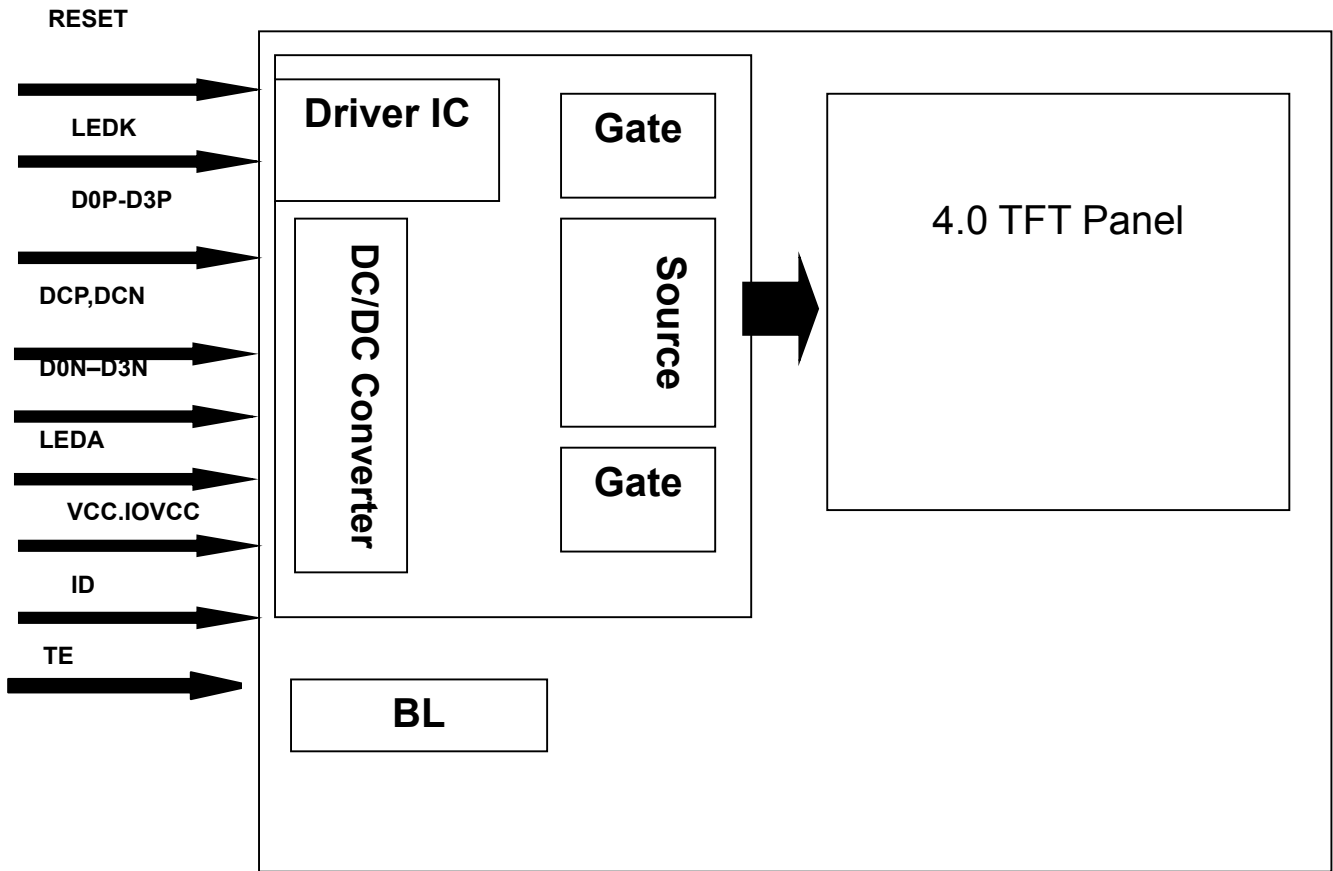 RESET
LEDK
D0P-D3P
DCP,DCN
D0N–D3N
LEDA
VCC.IOVCC
ID
TE
Driver IC
DC/DC Converter
Gate
Source
Gate
BL
4.0 TFT Panel